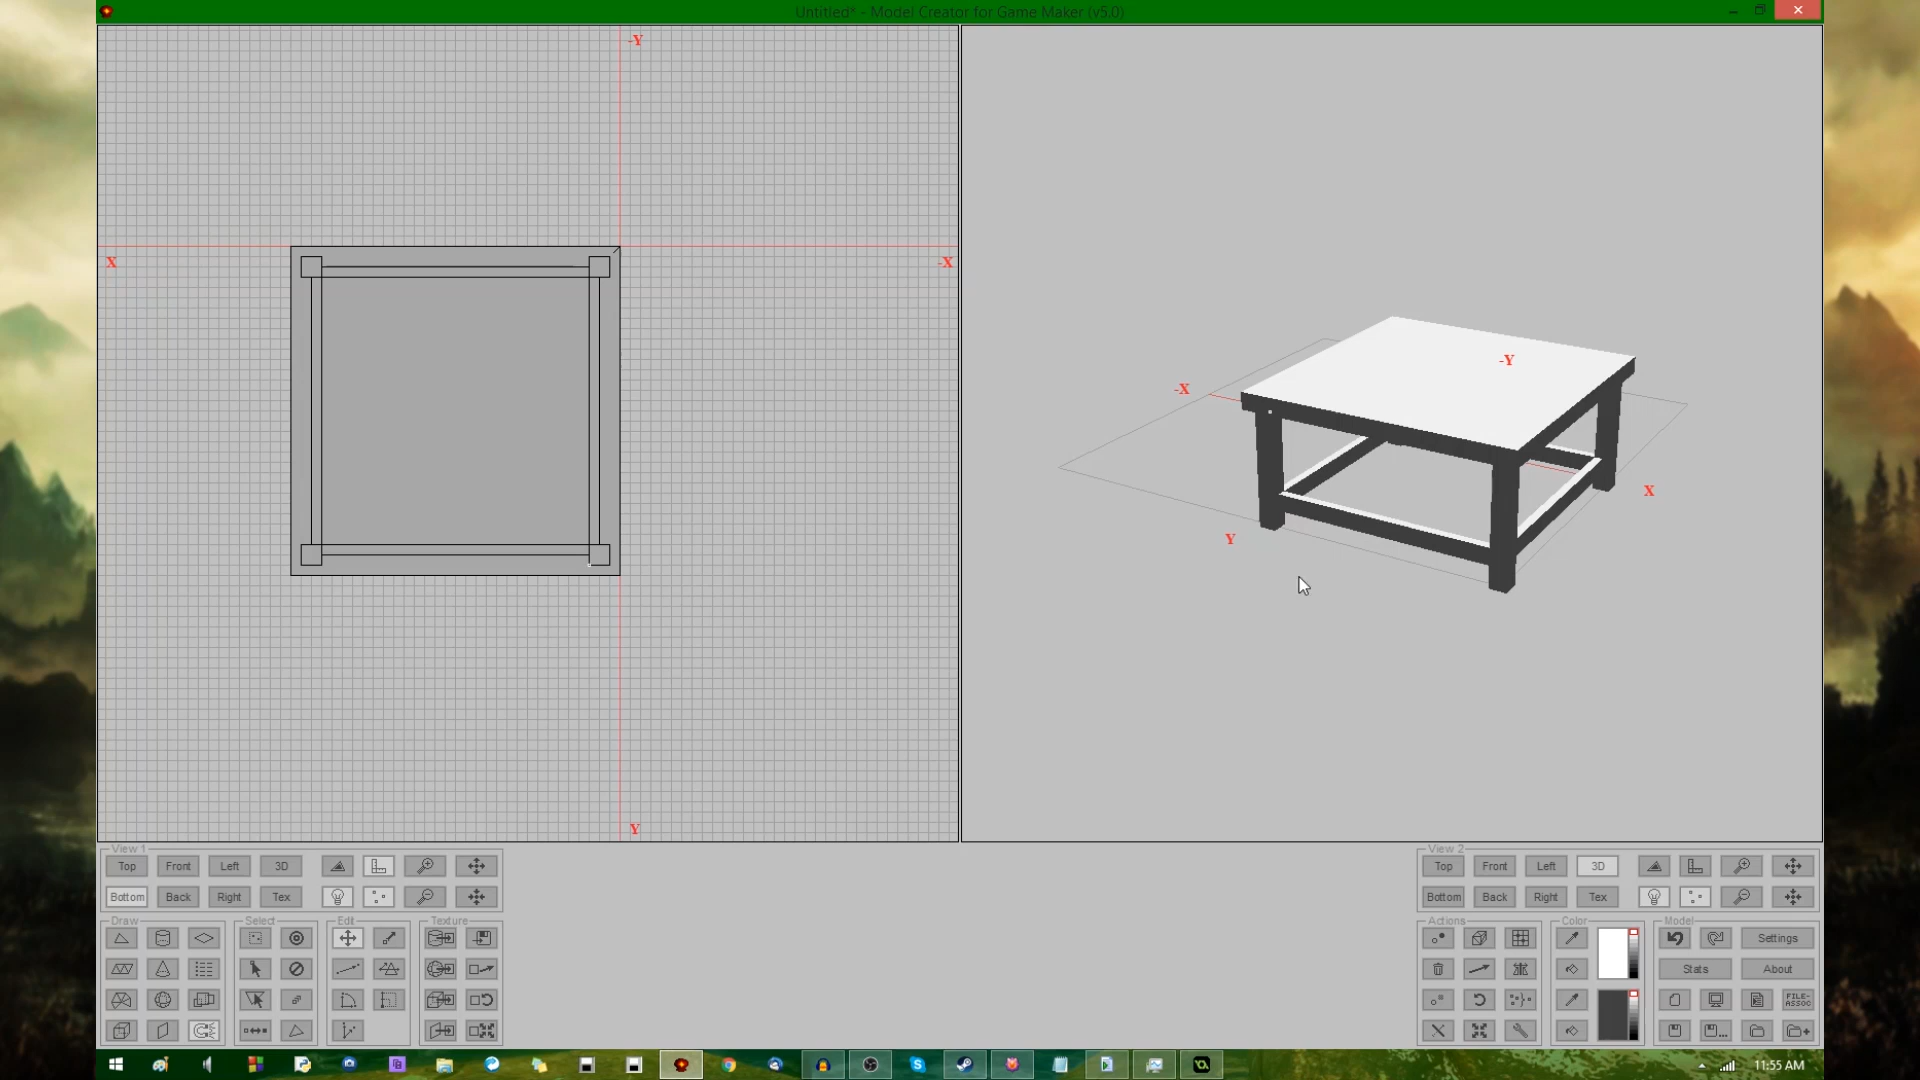 Untitled* - Model Creator for Game Maker (v5.0)
-Y
X
-X
Y
-Y
-X
X
Y
View 1
Top Front Left 3D
Bottom Back Right Tex
Draw Select Edit Texture
View 2
Top Front Left 3D
Bottom Back Right Tex
Actions Color Model
Settings
Stats About
FILE-
ASSOC
11:55 AM